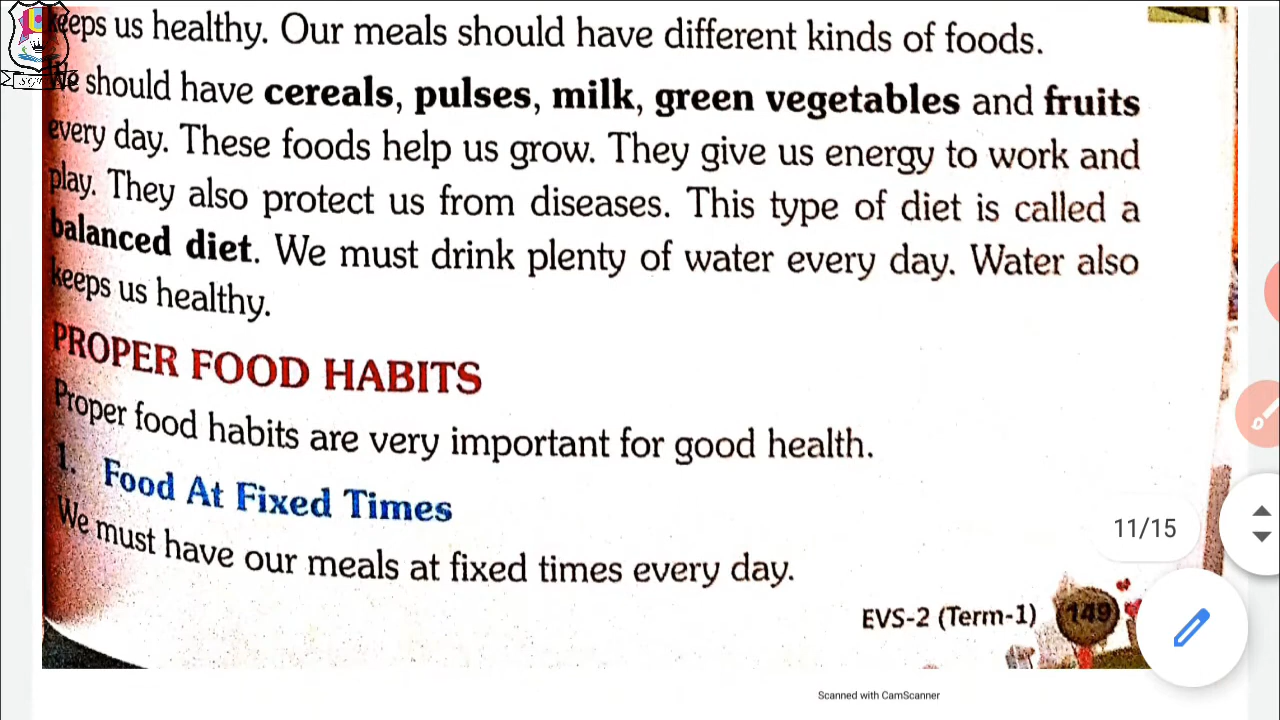 keeps us healthy. Our meals should have different kinds of foods.
We should have cereals, pulses, milk, green vegetables and fruits
every day. These foods help us grow. They give us energy to work and
play. They also protect us from diseases. This type of diet is called a
balanced diet. We must drink plenty of water every day. Water also
keeps us healthy.
PROPER FOOD HABITS
Proper food habits are very important for good health.
1. Food At Fixed Times
We must have our meals at fixed times every day.
11/15
EVS-2 (Term-1) 149
Scanned with CamScanner